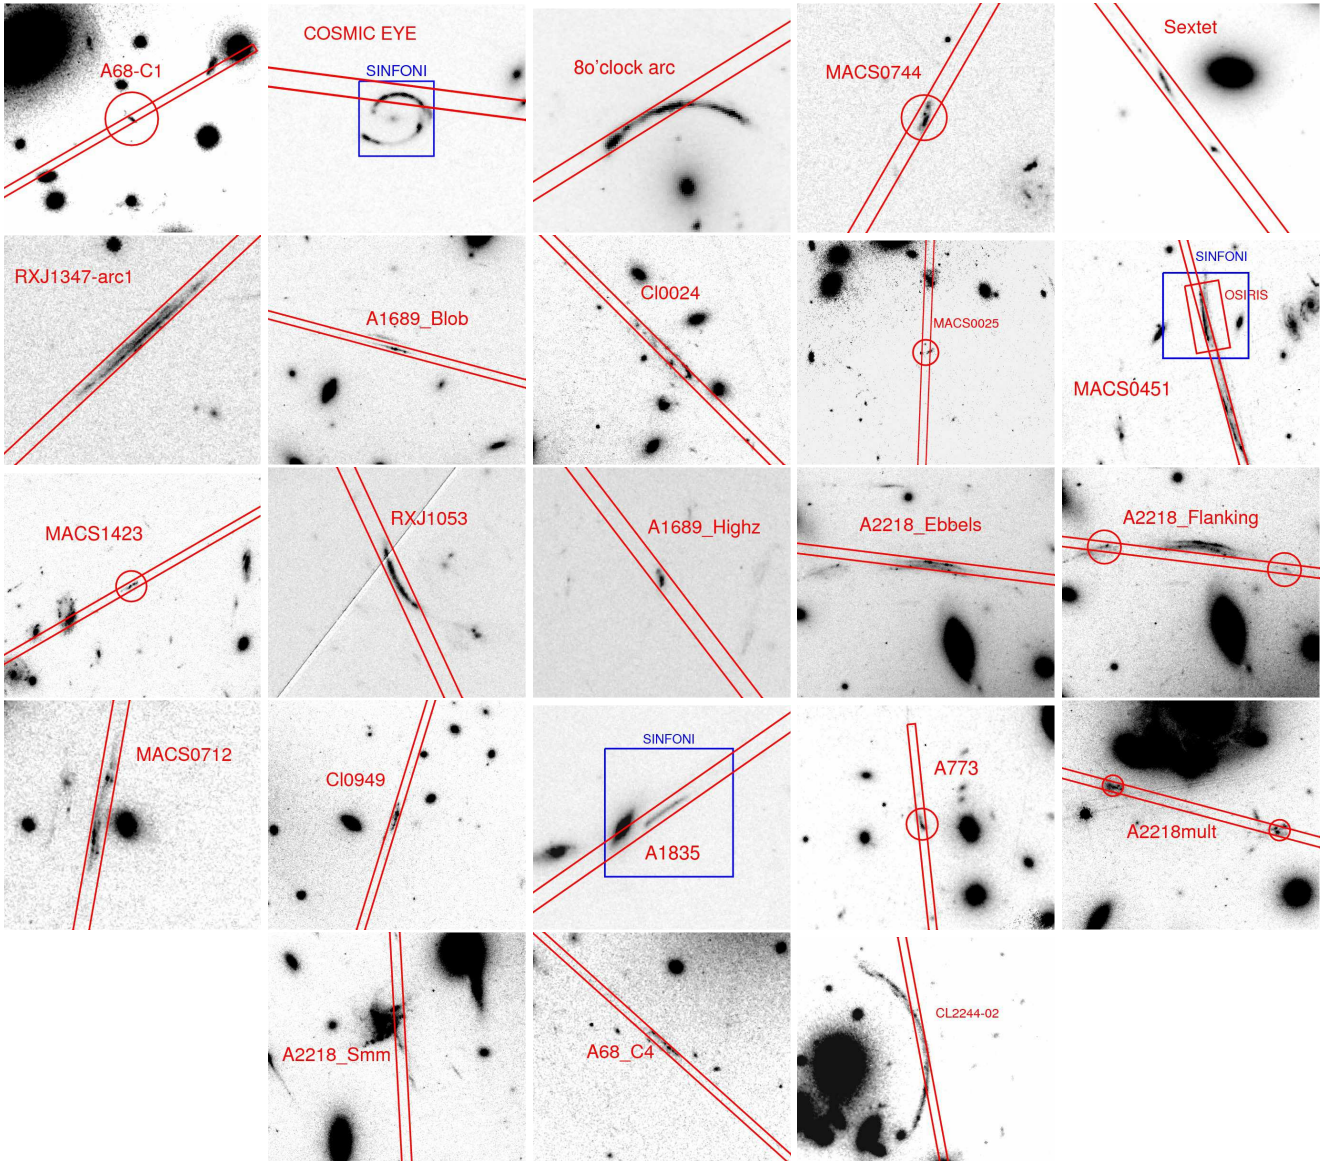 A68-C1
COSMIC EYE
SINFONI
8o'clock arc
MACS0744
Sextet
RXJ1347-arc1
A1689_Blob
Cl0024
MACS0025
SINFONI
OSIRIS
MACS0451
MACS1423
RXJ1053
A1689_Highz
A2218_Ebbels
A2218_Flanking
MACS0712
Cl0949
SINFONI
A1835
A773
A2218mult
A2218_Smm
A68_C4
CL2244-02